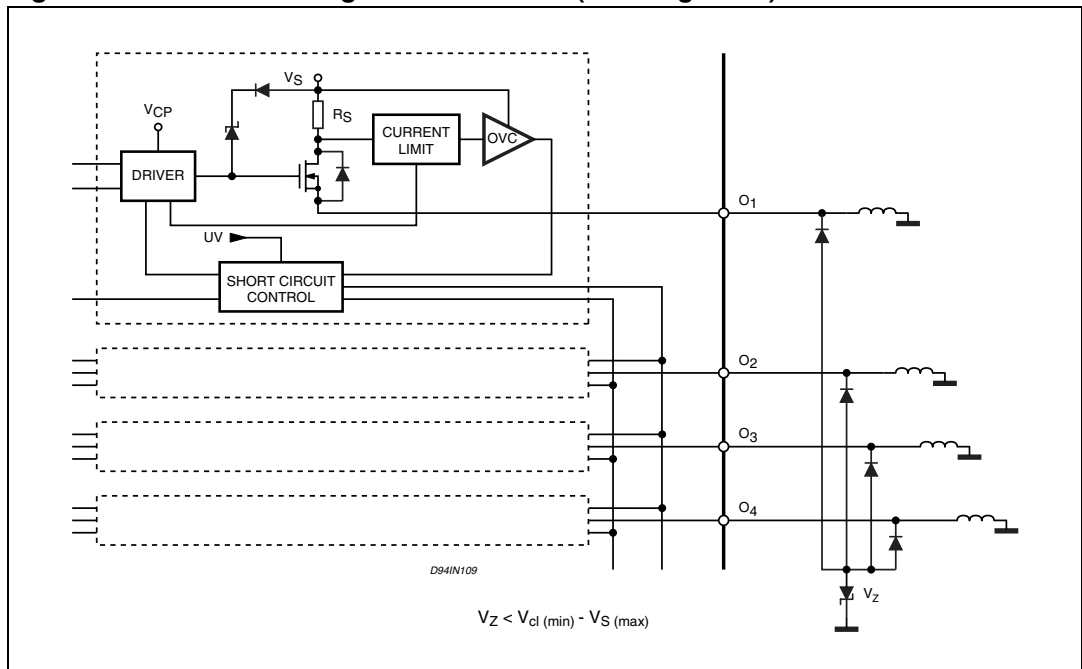 V_S
R_S
V_CP
CURRENT
LIMIT
OVC
DRIVER
O_1
UV
SHORT CIRCUIT
CONTROL
O_2
O_3
O_4
D94IN109
V_Z
V_Z < V_cl (min) - V_S (max)